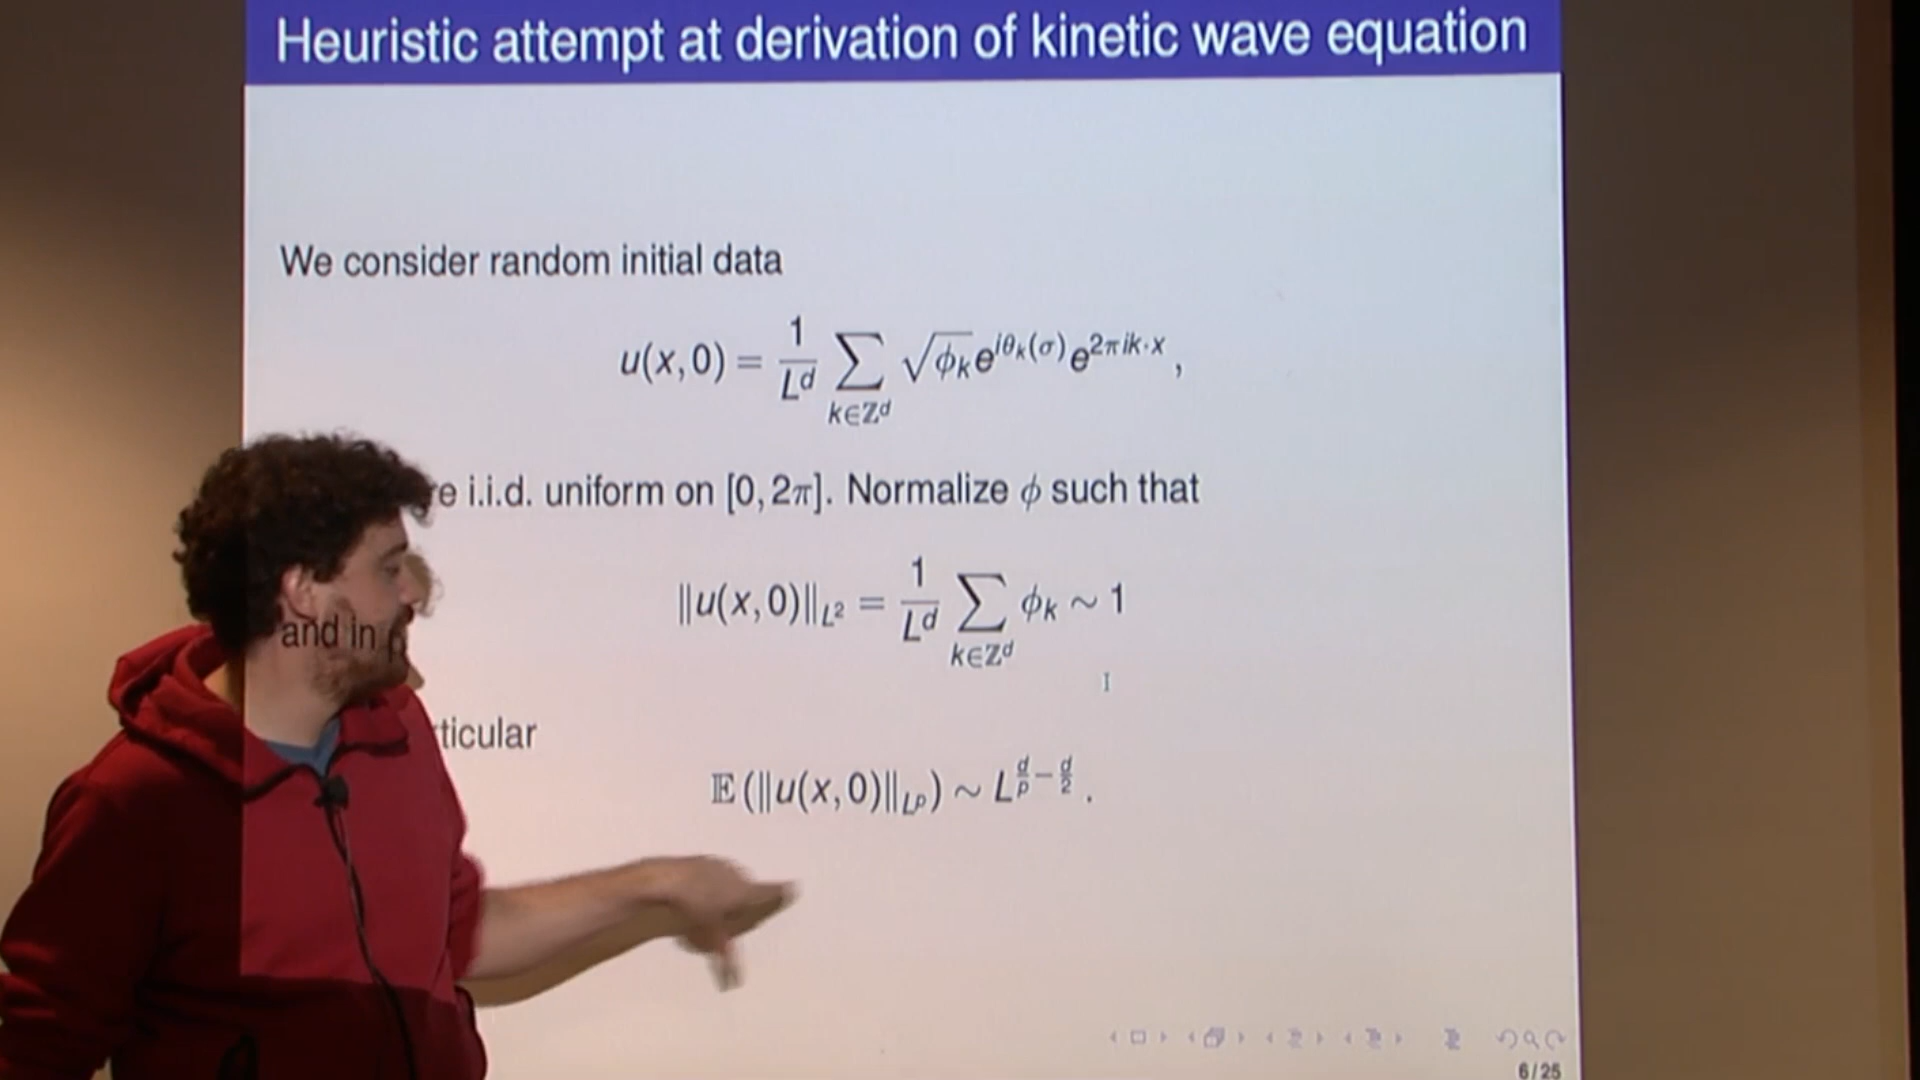 Heuristic attempt at derivation of kinetic wave equation
We consider random initial data
u(x, 0) = 1/L^d ∑_{k∈ℤ^d} √ϕ_k e^{iθ_k(σ)} e^{2πik·x} ,
i.i.d. uniform on [0, 2π]. Normalize ϕ such that
‖u(x, 0)‖_{L^2} = 1/L^d ∑_{k∈ℤ^d} ϕ_k ∼ 1
and in
ticular
𝔼 (‖u(x, 0)‖_{L^p}) ∼ L^{d/p − d/2} .
6/25